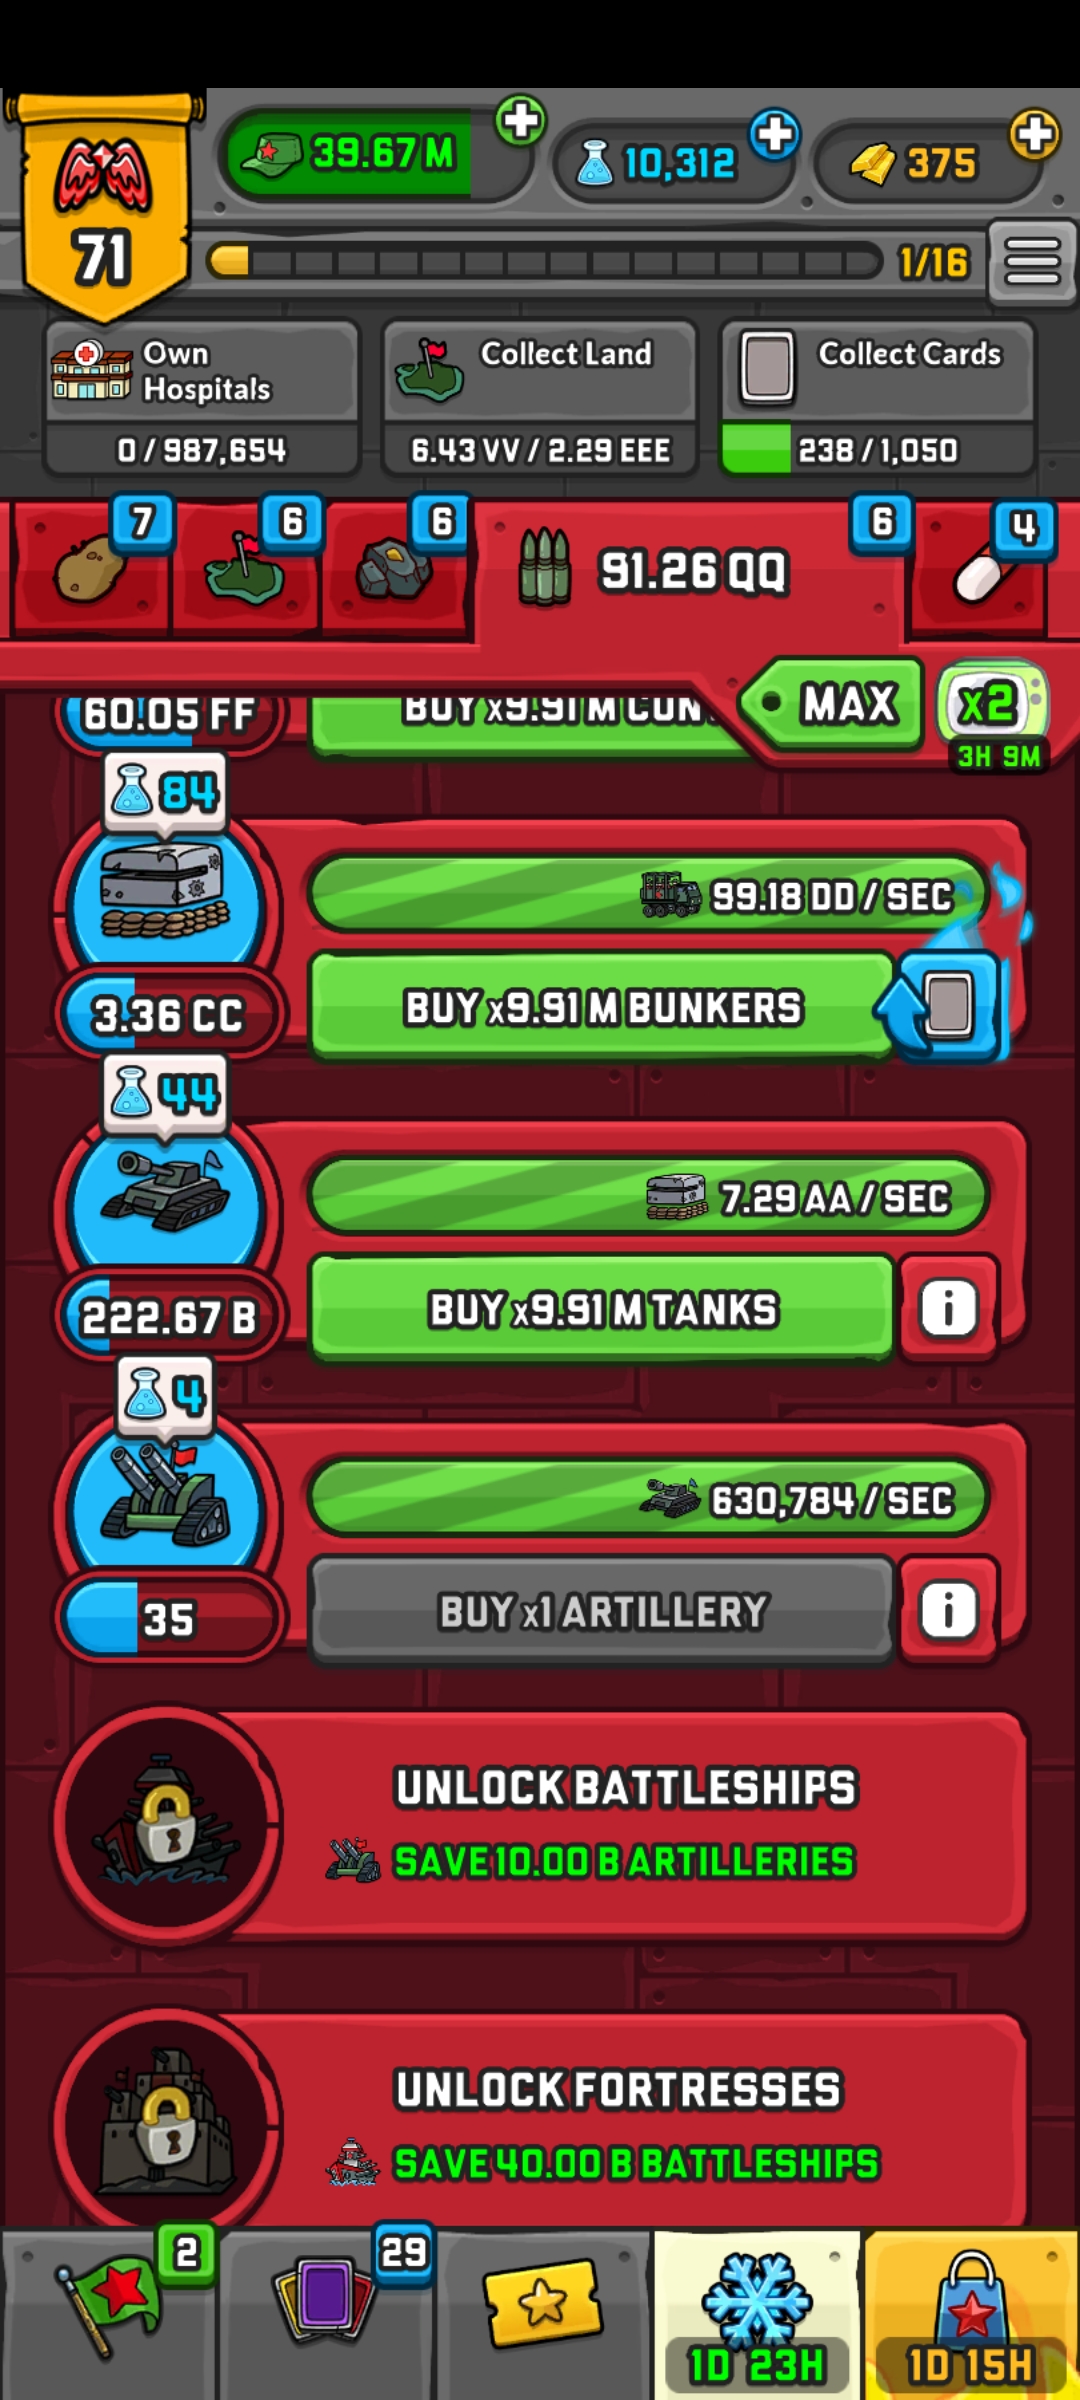 39.67 M
10,312
375
71
1/16
Own
Hospitals
0 / 987,654
Collect Land
6.43 VV / 2.29 EEE
Collect Cards
238 / 1,050
7
6
6
91.26 QQ
6
4
MAX
x2
3H 9M
60.05 FF
BUY x9.91 M
84
99.18 DD / SEC
3.36 CC
BUY x9.91 M BUNKERS
44
7.29 AA / SEC
222.67 B
BUY x9.91 M TANKS
i
4
630,784 / SEC
35
BUY x1 ARTILLERY
i
UNLOCK BATTLESHIPS
SAVE 10.00 B ARTILLERIES
UNLOCK FORTRESSES
SAVE 40.00 B BATTLESHIPS
2
29
1D 23H
1D 15H